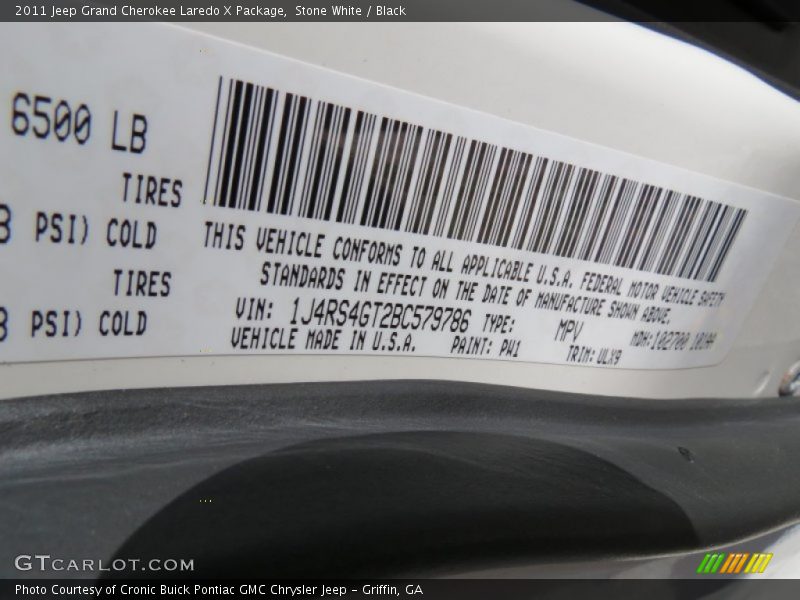 2011 Jeep Grand Cherokee Laredo X Package,  Stone White / Black
6500 LB
TIRES
PSI) COLD
TIRES
PSI) COLD
THIS VEHICLE CONFORMS TO ALL APPLICABLE U.S.A. FEDERAL MOTOR VEHICLE SAFETY
STANDARDS IN EFFECT ON THE DATE OF MANUFACTURE SHOWN ABOVE.
VIN: 1J4RS4GT2BC579786 TYPE: MPV MDH:102700
VEHICLE MADE IN U.S.A. PAINT: PW1 TRIM: ULX9
GTCARLOT.COM
Photo Courtesy of Cronic Buick Pontiac GMC Chrysler Jeep – Griffin, GA